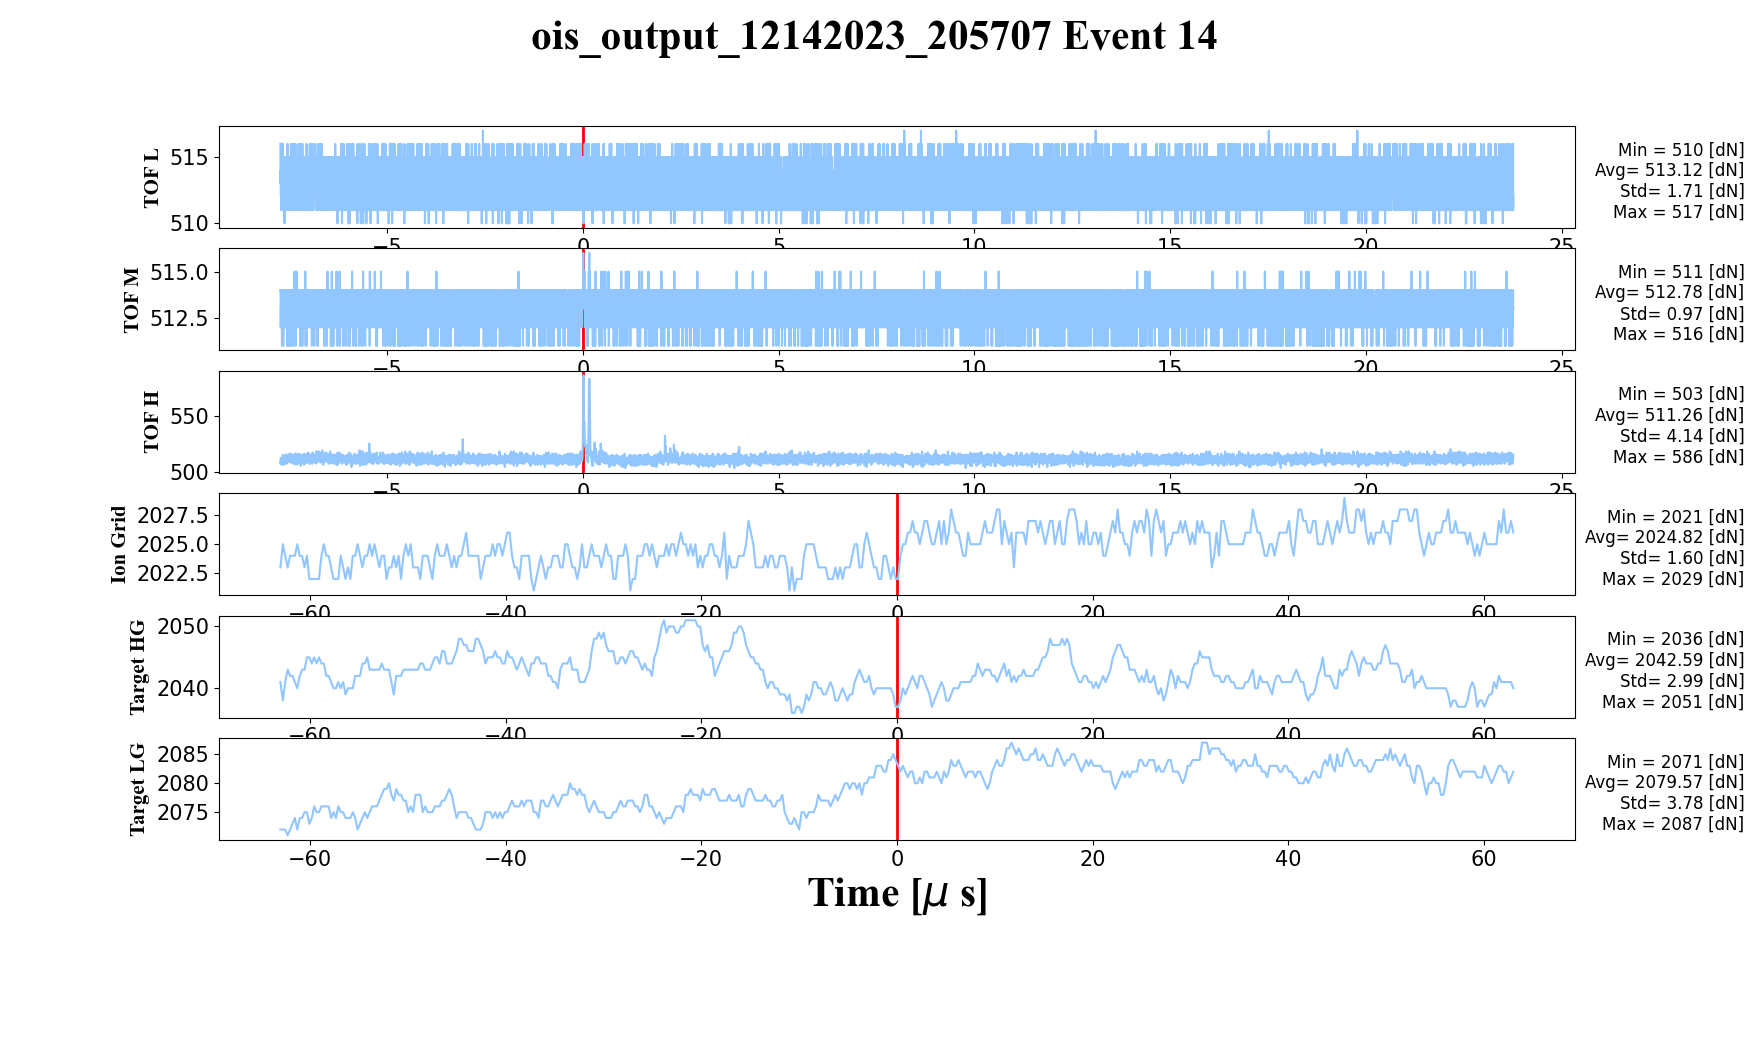 ois_output_12142023_205707 Event 14
TOF L
515
510
−5
0
5
10
15
20
25
Min = 510 [dN]
Avg= 513.12 [dN]
Std= 1.71 [dN]
Max = 517 [dN]
TOF M
515.0
512.5
−5
0
5
10
15
20
25
Min = 511 [dN]
Avg= 512.78 [dN]
Std= 0.97 [dN]
Max = 516 [dN]
TOF H
550
500
−5
0
5
10
15
20
25
Min = 503 [dN]
Avg= 511.26 [dN]
Std= 4.14 [dN]
Max = 586 [dN]
Ion Grid
2027.5
2025.0
2022.5
−60
−40
−20
0
20
40
60
Min = 2021 [dN]
Avg= 2024.82 [dN]
Std= 1.60 [dN]
Max = 2029 [dN]
Target HG
2050
2040
−60
−40
−20
0
20
40
60
Min = 2036 [dN]
Avg= 2042.59 [dN]
Std= 2.99 [dN]
Max = 2051 [dN]
Target LG
2085
2080
2075
−60
−40
−20
0
20
40
60
Min = 2071 [dN]
Avg= 2079.57 [dN]
Std= 3.78 [dN]
Max = 2087 [dN]
Time [μ s]